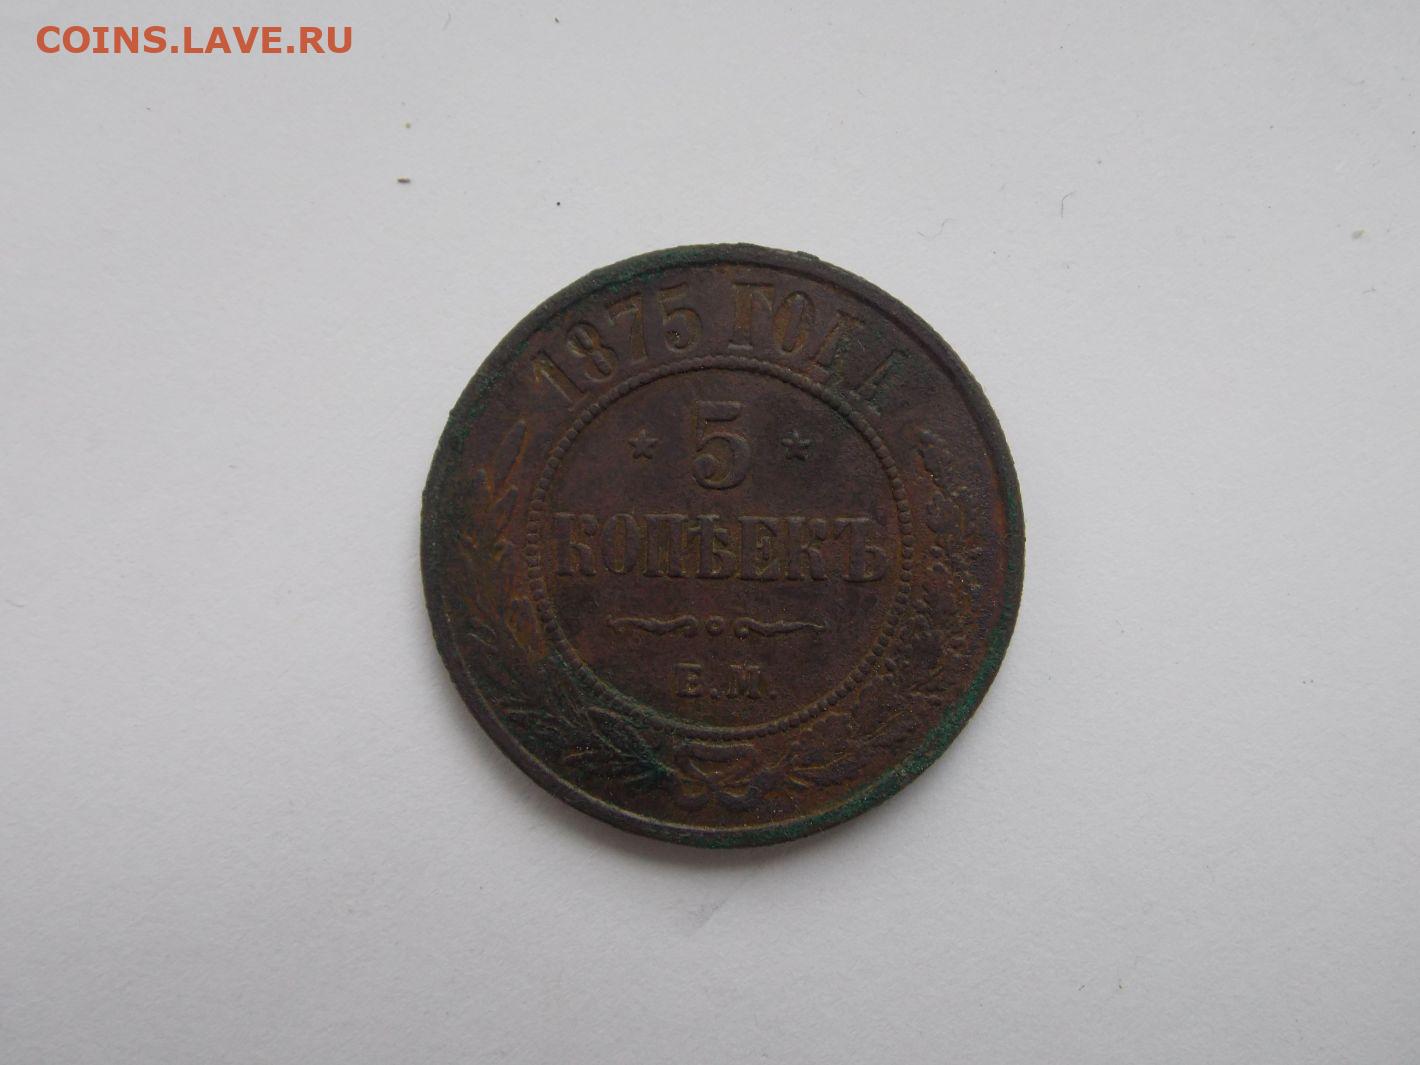 COINS.LAVE.RU
1875 ГОДА
5
КОПѢЕКЪ
Е.М.